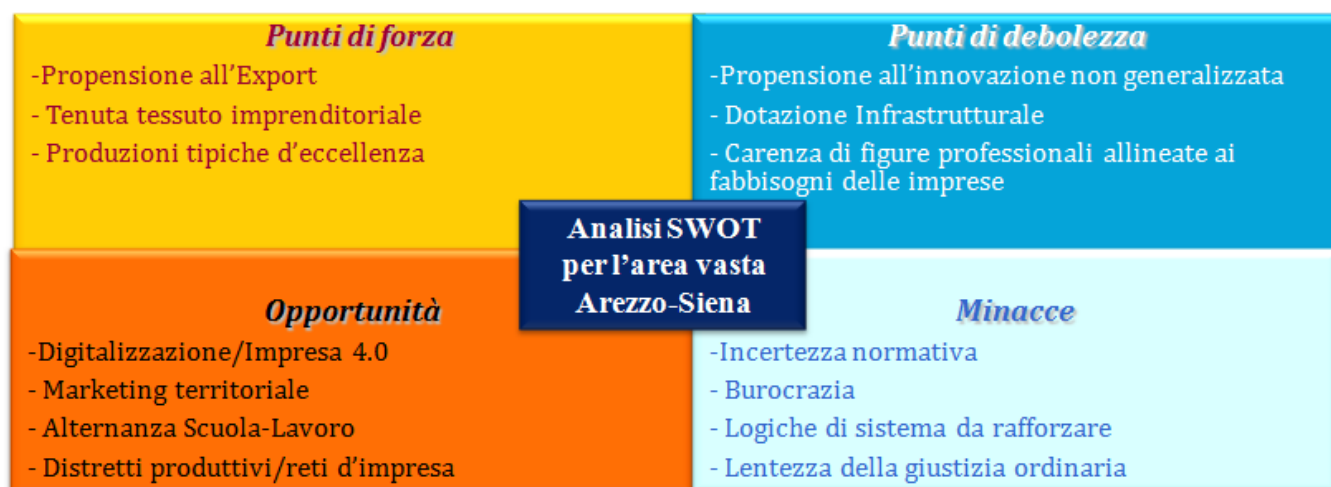 Punti di forza
-Propensione all’Export
- Tenuta tessuto imprenditoriale
- Produzioni tipiche d’eccellenza
Punti di debolezza
-Propensione all’innovazione non generalizzata
- Dotazione Infrastrutturale
- Carenza di figure professionali allineate ai
fabbisogni delle imprese
Analisi SWOT
per l’area vasta
Arezzo-Siena
Opportunità
-Digitalizzazione/Impresa 4.0
- Marketing territoriale
- Alternanza Scuola-Lavoro
- Distretti produttivi/reti d’impresa
Minacce
-Incertezza normativa
- Burocrazia
- Logiche di sistema da rafforzare
- Lentezza della giustizia ordinaria